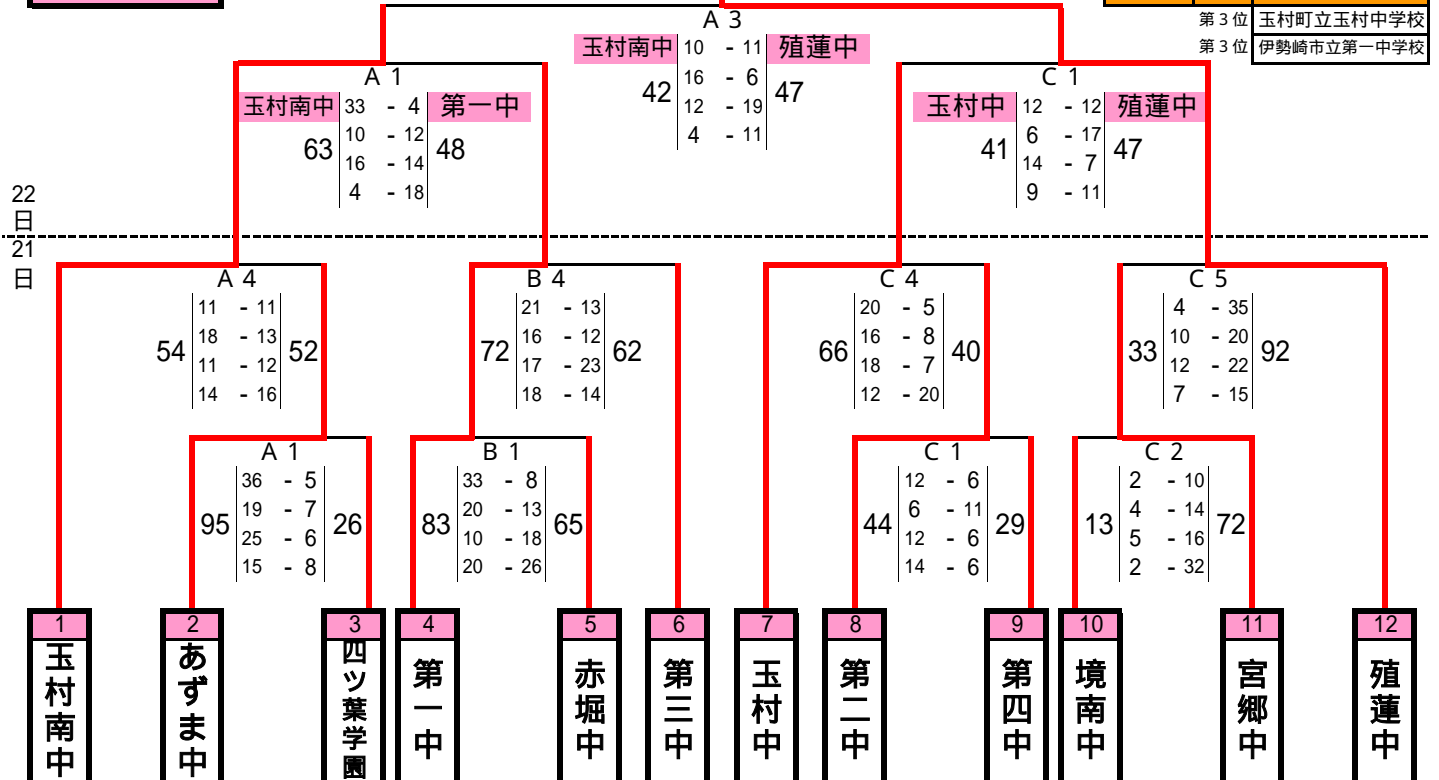 第３位 玉村町立玉村中学校
第３位 伊勢崎市立第一中学校
A 3
玉村南中 10 - 11 殖蓮中
42 16 - 6 47
12 - 19
4 - 11
A 1
玉村南中 33 - 4 第一中
63 10 - 12 48
16 - 14
4 - 18
C 1
玉村中 12 - 12 殖蓮中
41 6 - 17 47
14 - 7
9 - 11
22
日
21
日
A 4
11 - 11
54 18 - 13 52
11 - 12
14 - 16
B 4
21 - 13
72 16 - 12 62
17 - 23
18 - 14
C 4
20 - 5
66 16 - 8 40
18 - 7
12 - 20
C 5
4 - 35
33 10 - 20 92
12 - 22
7 - 15
A 1
36 - 5
95 19 - 7 26
25 - 6
15 - 8
B 1
33 - 8
83 20 - 13 65
10 - 18
20 - 26
C 1
12 - 6
44 6 - 11 29
12 - 6
14 - 6
C 2
2 - 10
13 4 - 14 72
5 - 16
2 - 32
1
玉村南中
2
あずま中
3
四ツ葉学園
4
第一中
5
赤堀中
6
第三中
7
玉村中
8
第二中
9
第四中
10
境南中
11
宮郷中
12
殖蓮中